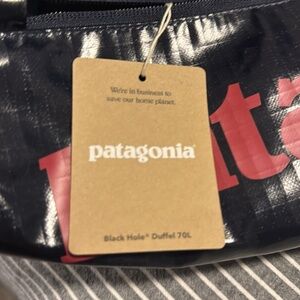 We're in business to
save our home planet.
patagonia®
Black Hole® Duffel 70L